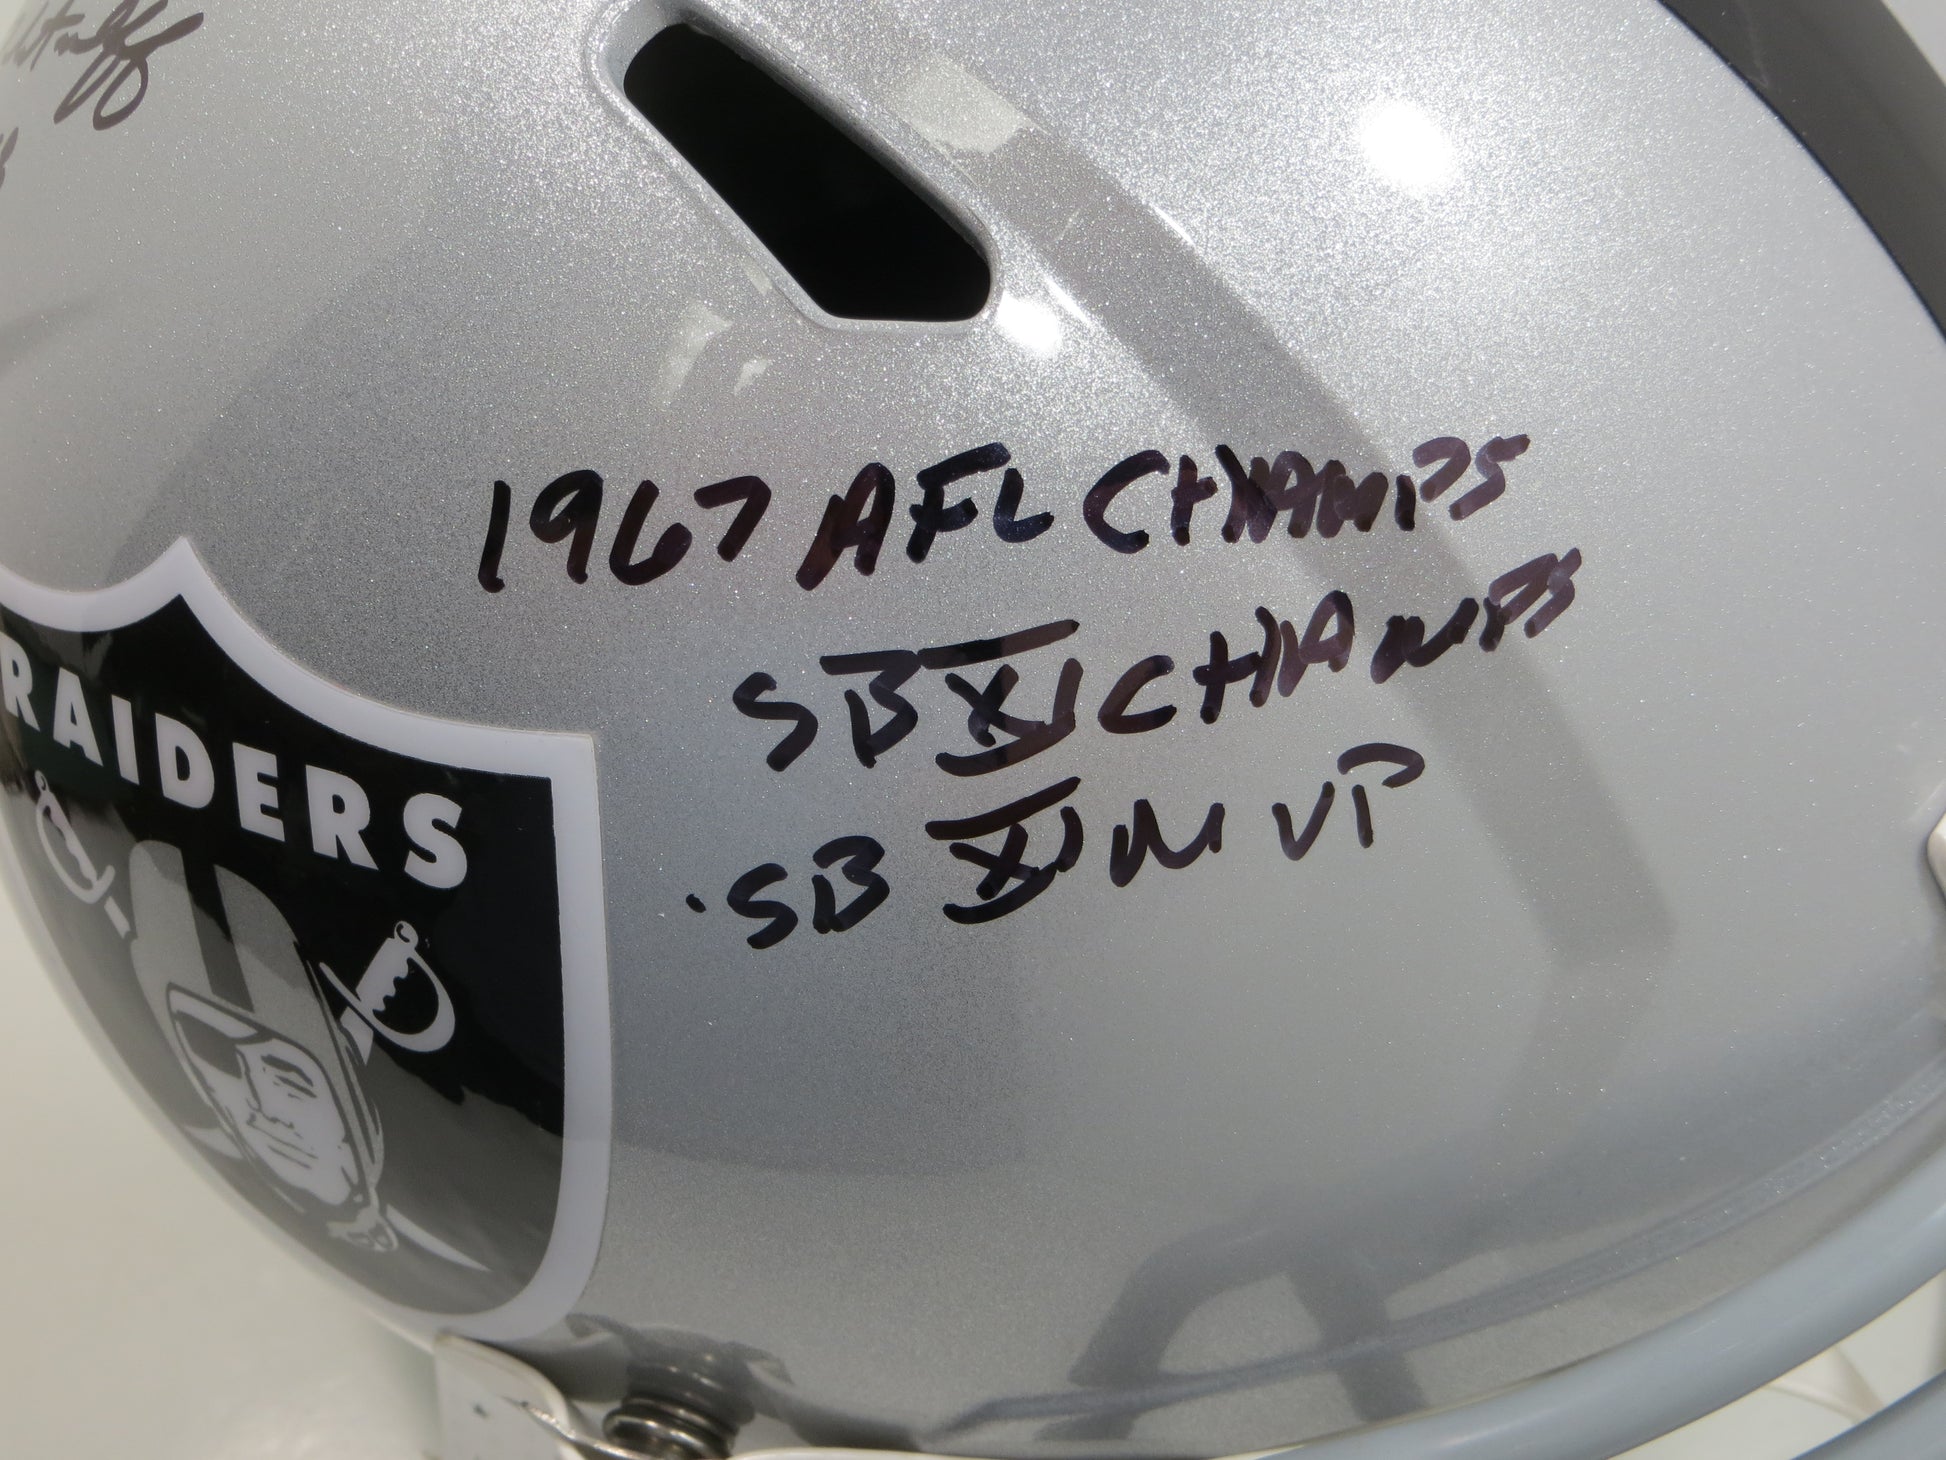 1967 AFL CHAMPS
SB XI CHAMPS
SB XI MVP
RAIDERS